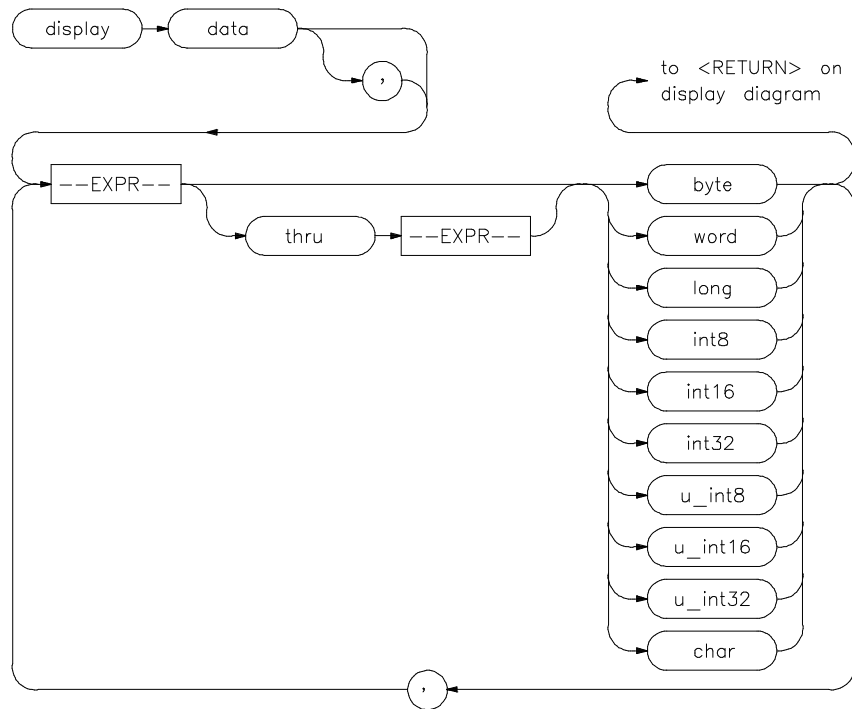 display data
,
to <RETURN> on
display diagram
--EXPR-- byte
thru --EXPR-- word
long
int8
int16
int32
u_int8
u_int16
u_int32
char
,